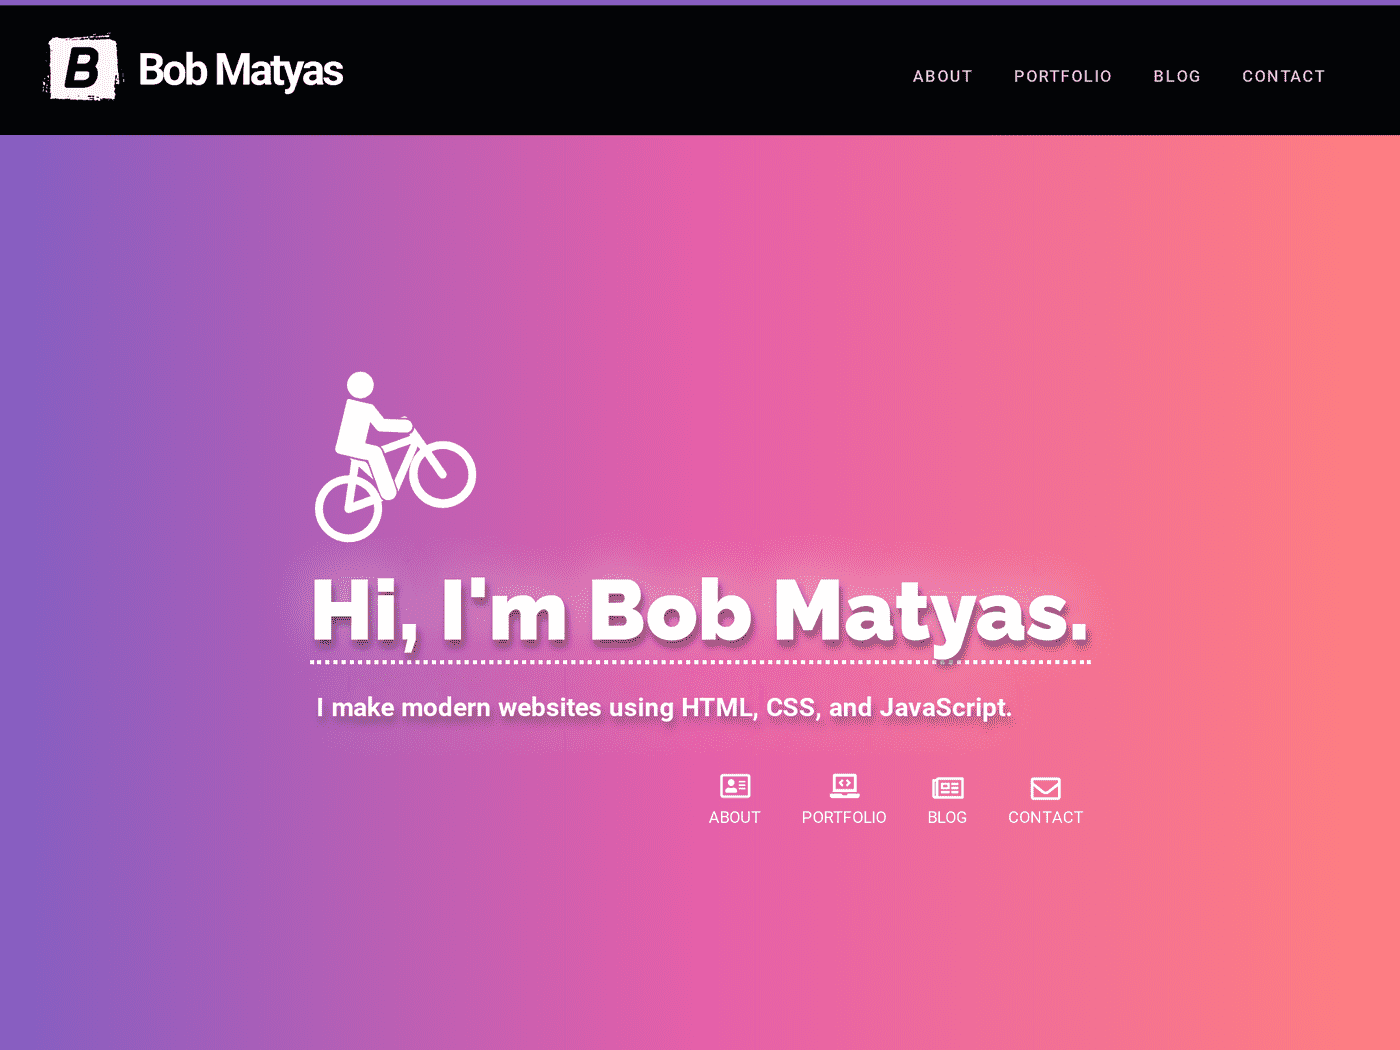 B Bob Matyas
ABOUT PORTFOLIO BLOG CONTACT
Hi, I'm Bob Matyas.
I make modern websites using HTML, CSS, and JavaScript.
ABOUT PORTFOLIO BLOG CONTACT